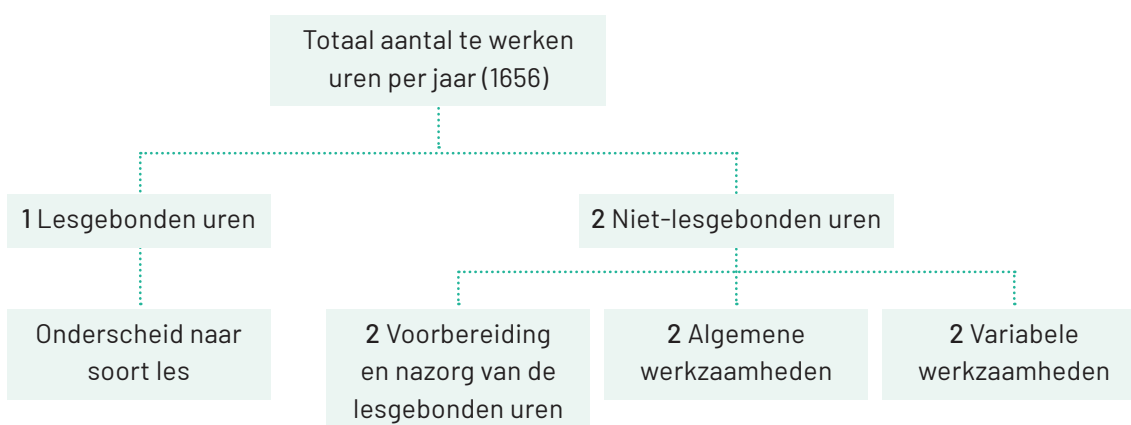 Totaal aantal te werken
uren per jaar (1656)
1 Lesgebonden uren
2 Niet-lesgebonden uren
Onderscheid naar
soort les
2 Voorbereiding
en nazorg van de
lesgebonden uren
2 Algemene
werkzaamheden
2 Variabele
werkzaamheden